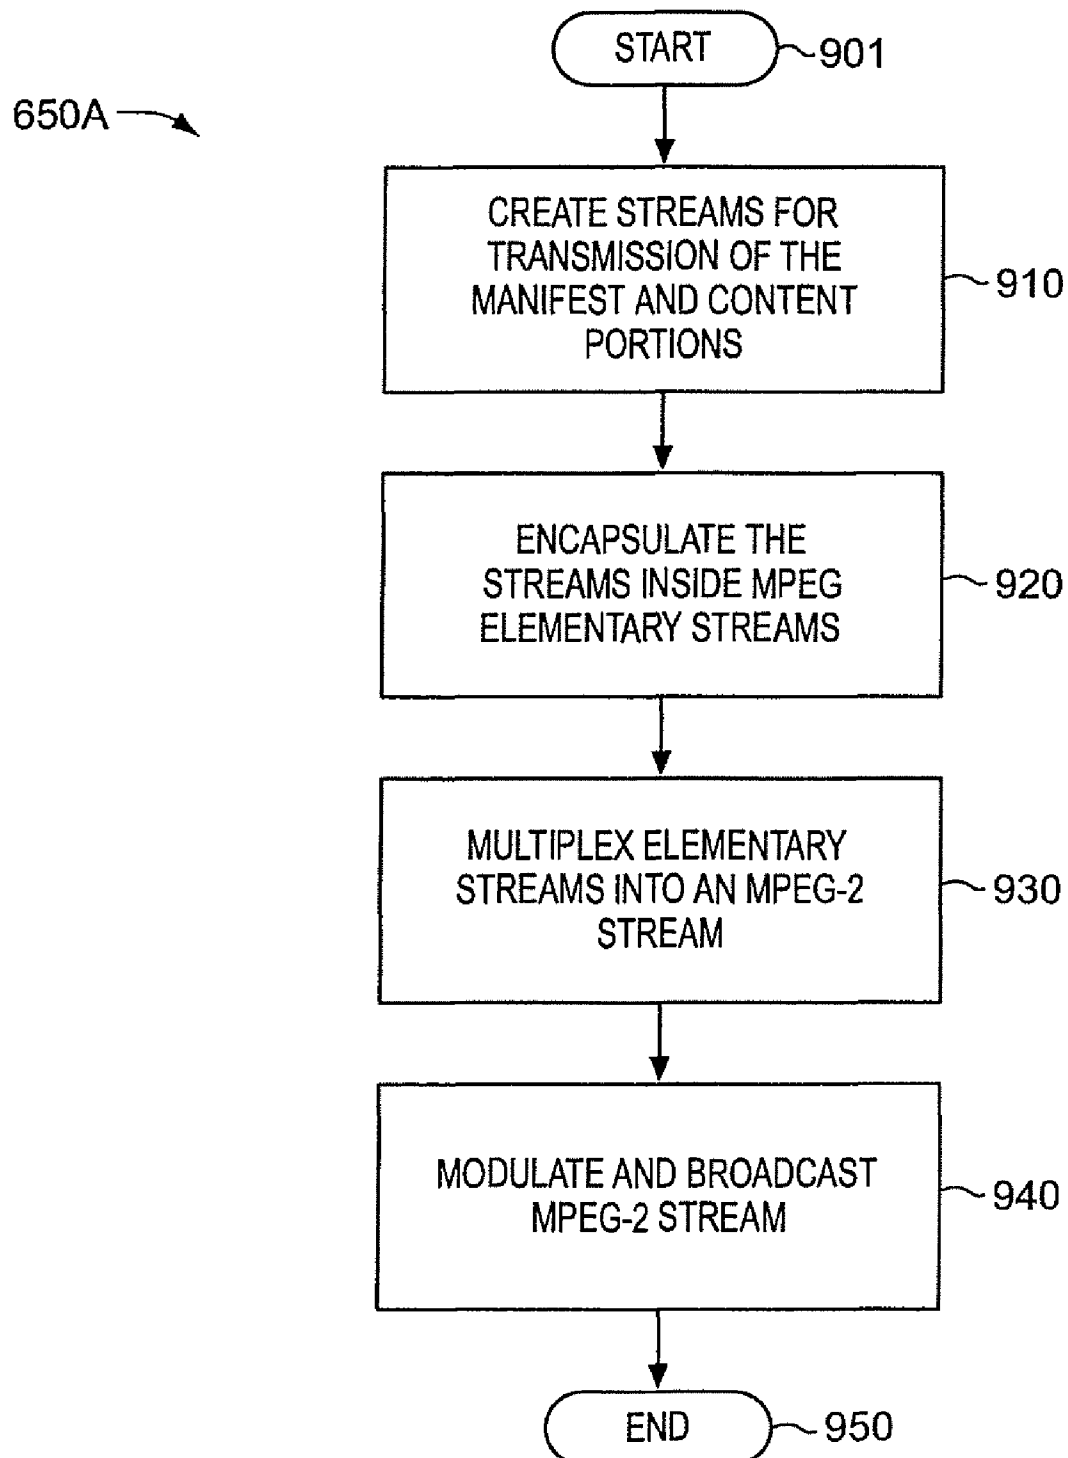 START
901
650A
CREATE STREAMS FOR
TRANSMISSION OF THE
MANIFEST AND CONTENT
PORTIONS
910
ENCAPSULATE THE
STREAMS INSIDE MPEG
ELEMENTARY STREAMS
920
MULTIPLEX ELEMENTARY
STREAMS INTO AN MPEG-2
STREAM
930
MODULATE AND BROADCAST
MPEG-2 STREAM
940
END
950